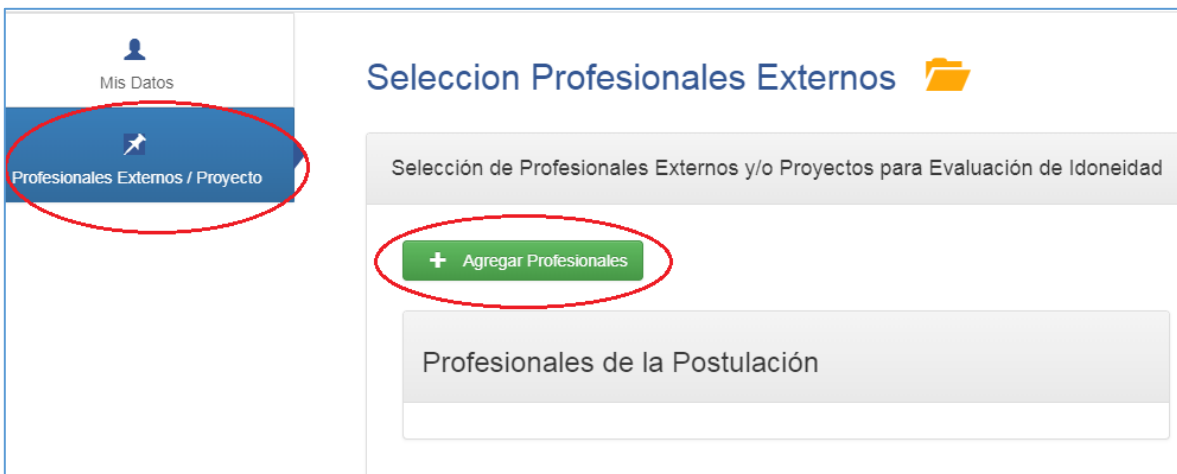 Mis Datos
Profesionales Externos / Proyecto
Seleccion Profesionales Externos
Selección de Profesionales Externos y/o Proyectos para Evaluación de Idoneidad
Agregar Profesionales
Profesionales de la Postulación